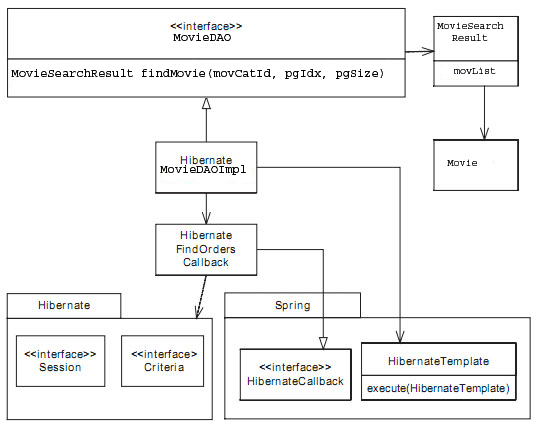 <<interface>>
MovieDAO
MovieSearchResult findMovie(movCatId, pgIdx, pgSize)
MovieSearch
Result
movList
Movie
Hibernate
MovieDAOImpl
Hibernate
FindOrders
Callback
Hibernate
<<interface>>
Session
<<interface>
Criteria
Spring
<<interface>>
HibernateCallback
HibernateTemplate
execute(HibernateTemplate)